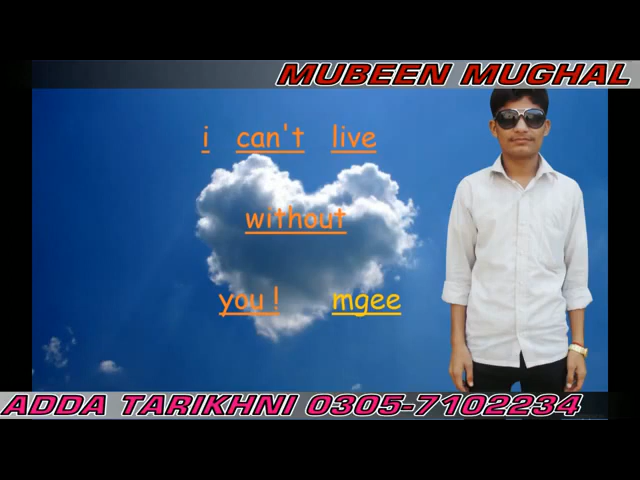 MUBEEN MUGHAL
i can't live
without
you ! mgee
ADDA TARIKHNI 0305-7102234